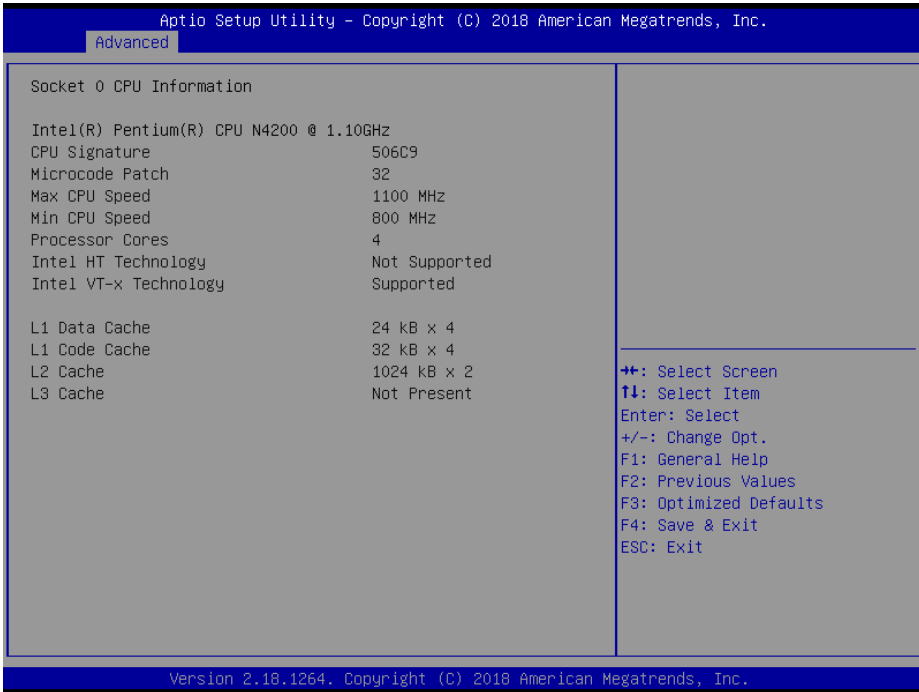 Aptio Setup Utility – Copyright (C) 2018 American Megatrends, Inc.
Advanced
Socket 0 CPU Information
Intel(R) Pentium(R) CPU N4200 @ 1.10GHz
CPU Signature 506C9
Microcode Patch 32
Max CPU Speed 1100 MHz
Min CPU Speed 800 MHz
Processor Cores 4
Intel HT Technology Not Supported
Intel VT-x Technology Supported
L1 Data Cache 24 kB x 4
L1 Code Cache 32 kB x 4
L2 Cache 1024 kB x 2
L3 Cache Not Present
→←: Select Screen
↑↓: Select Item
Enter: Select
+/-: Change Opt.
F1: General Help
F2: Previous Values
F3: Optimized Defaults
F4: Save & Exit
ESC: Exit
Version 2.18.1264. Copyright (C) 2018 American Megatrends, Inc.